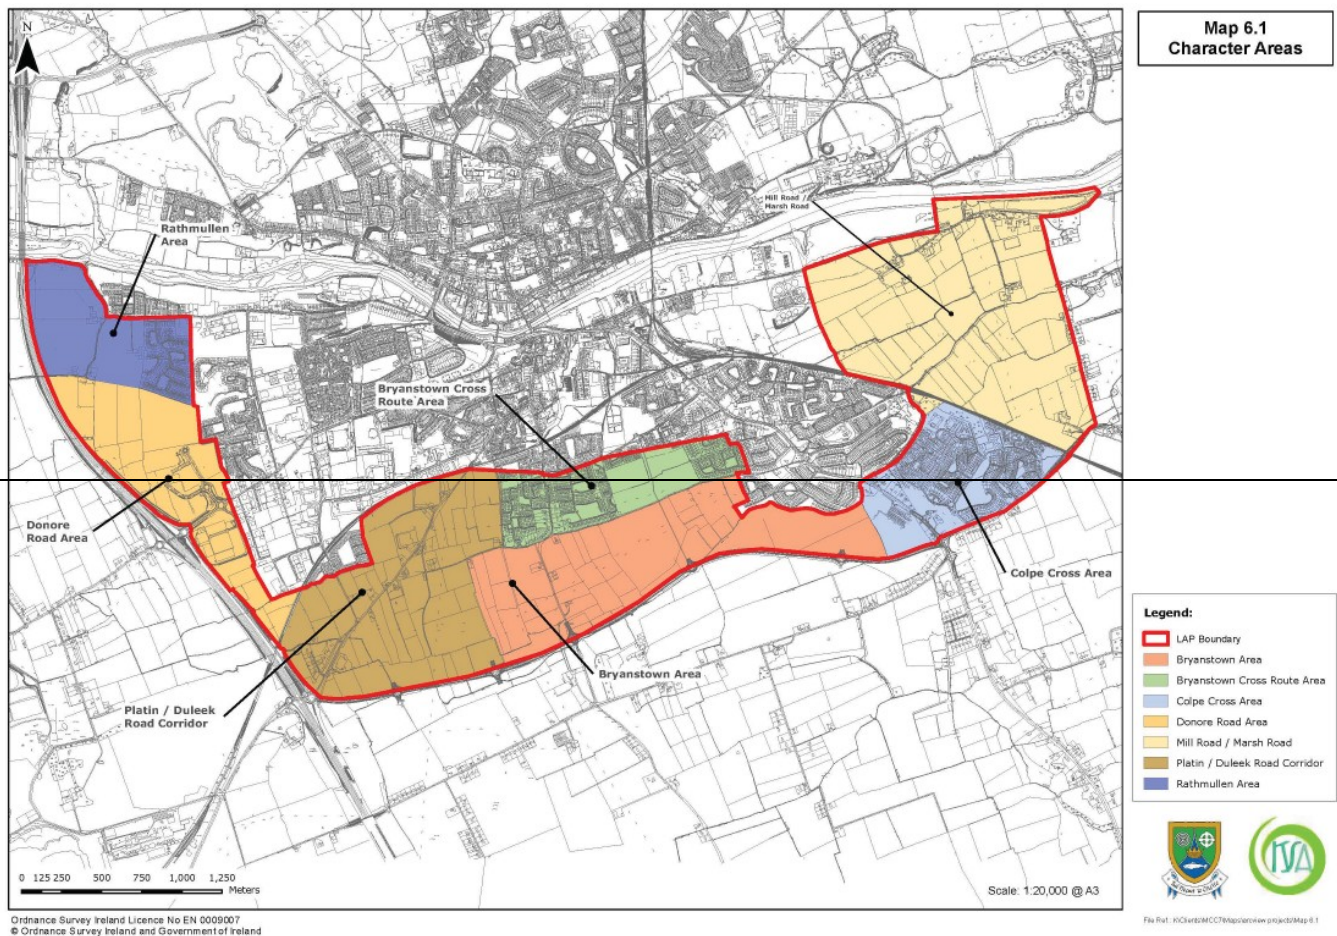 Map 6.1
Character Areas
N
Rathmullen
Area
Mill Road /
Marsh Road
Bryanstown Cross
Route Area
Donore
Road Area
Colpe Cross Area
Bryanstown Area
Platin / Duleek
Road Corridor
Legend:
LAP Boundary
Bryanstown Area
Bryanstown Cross Route Area
Colpe Cross Area
Donore Road Area
Mill Road / Marsh Road
Platin / Duleek Road Corridor
Rathmullen Area
0 125 250 500 750 1,000 1,250
Meters
Scale: 1:20,000 @ A3
Ordnance Survey Ireland Licence No EN 0009007
© Ordnance Survey Ireland and Government of Ireland